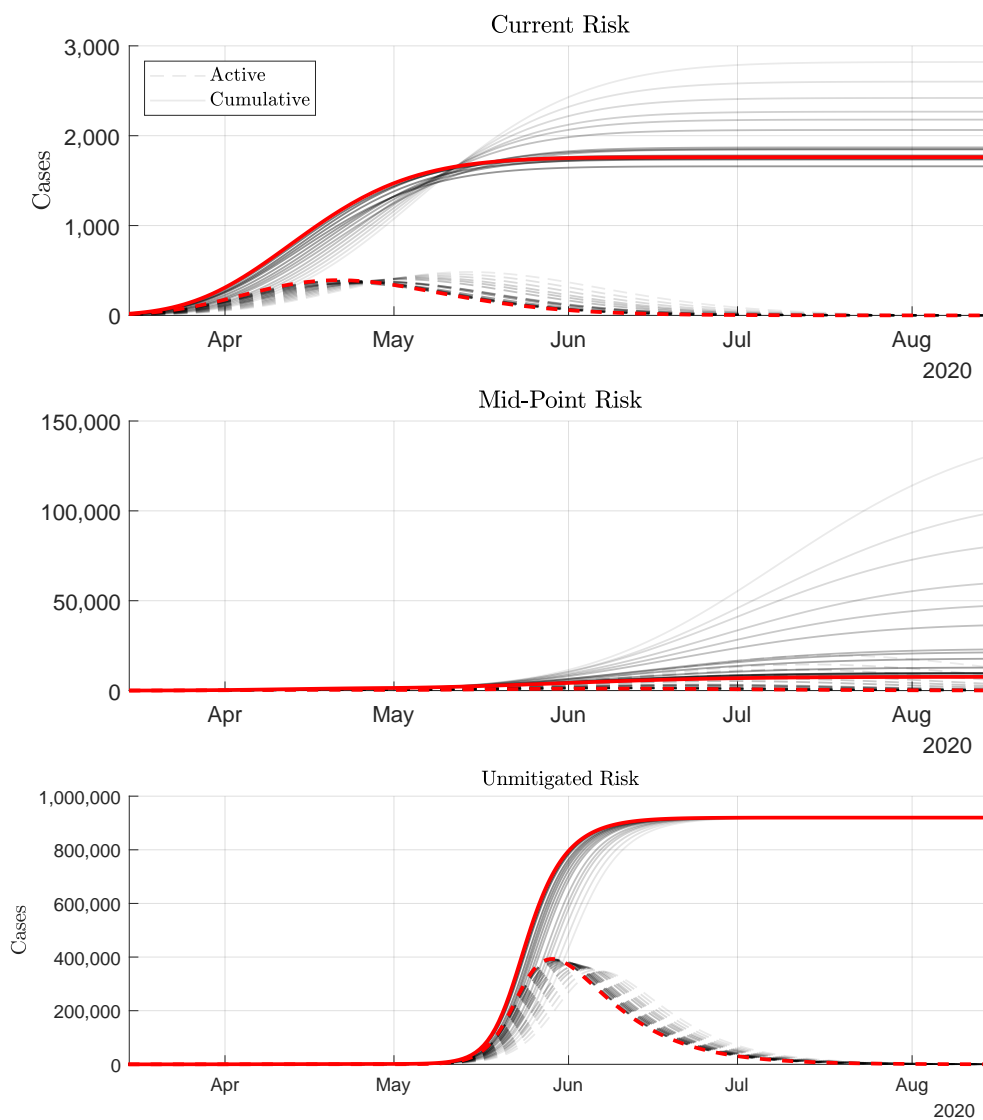 Current Risk
3,000
2,000
1,000
0
Cases
Active
Cumulative
Apr May Jun Jul Aug
2020
Mid-Point Risk
150,000
100,000
50,000
0
Apr May Jun Jul Aug
2020
Unmitigated Risk
1,000,000
800,000
600,000
400,000
200,000
0
Cases
Apr May Jun Jul Aug
2020